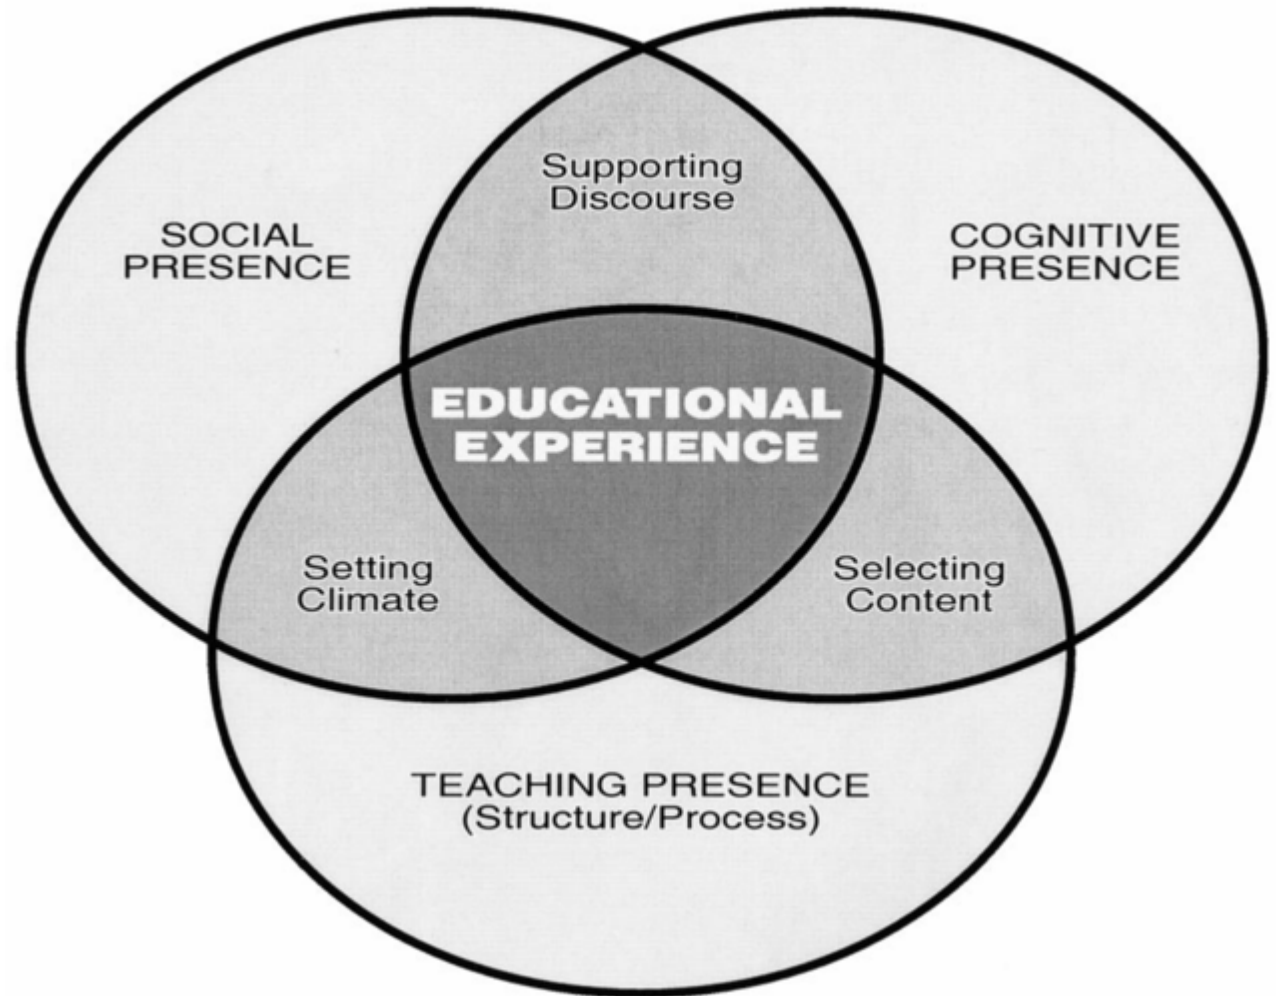 Supporting
Discourse
SOCIAL
PRESENCE
COGNITIVE
PRESENCE
EDUCATIONAL
EXPERIENCE
Setting
Climate
Selecting
Content
TEACHING PRESENCE
(Structure/Process)